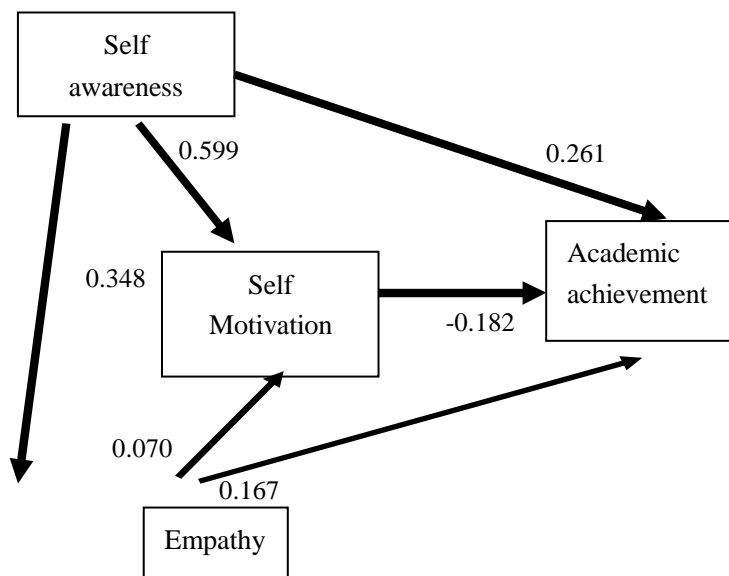 Self
awareness
0.599
0.261
0.348
Self
Motivation
Academic
achievement
-0.182
0.070
0.167
Empathy